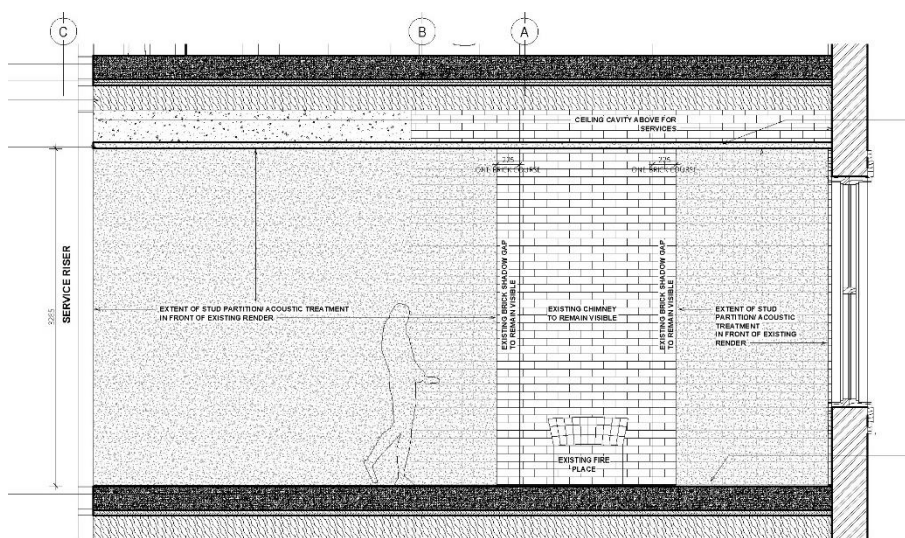 C
B
A
CEILING CAVITY ABOVE FOR
SERVICES
225
ONE BRICK COURSE
225
ONE BRICK COURSE
SERVICE RISER
EXTENT OF STUD PARTITION/ ACOUSTIC TREATMENT
IN FRONT OF EXISTING RENDER
EXISTING BRICK SHADOW GAP
TO REMAIN VISIBLE
EXISTING CHIMNEY
TO REMAIN VISIBLE
EXISTING BRICK SHADOW GAP
TO REMAIN VISIBLE
EXTENT OF STUD
PARTITION/ ACOUSTIC
TREATMENT
IN FRONT OF EXISTING
RENDER
EXISTING FIRE
PLACE